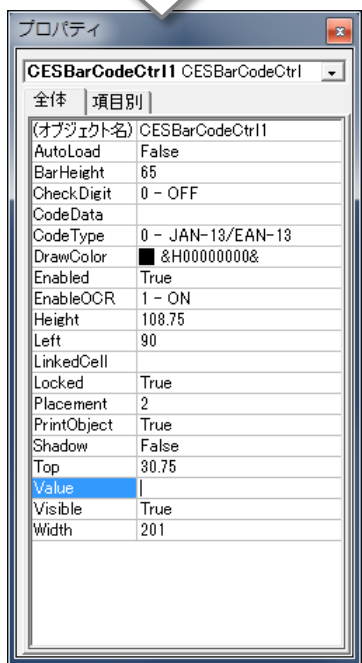 プロパティ
CESBarCodeCtrl1 CESBarCodeCtrl
全体 項目別
(オブジェクト名) CESBarCodeCtrl1
AutoLoad False
BarHeight 65
CheckDigit 0 - OFF
CodeData
CodeType 0 - JAN-13/EAN-13
DrawColor &H00000000&
Enabled True
EnableOCR 1 - ON
Height 108.75
Left 90
LinkedCell
Locked True
Placement 2
PrintObject True
Shadow False
Top 30.75
Value
Visible True
Width 201